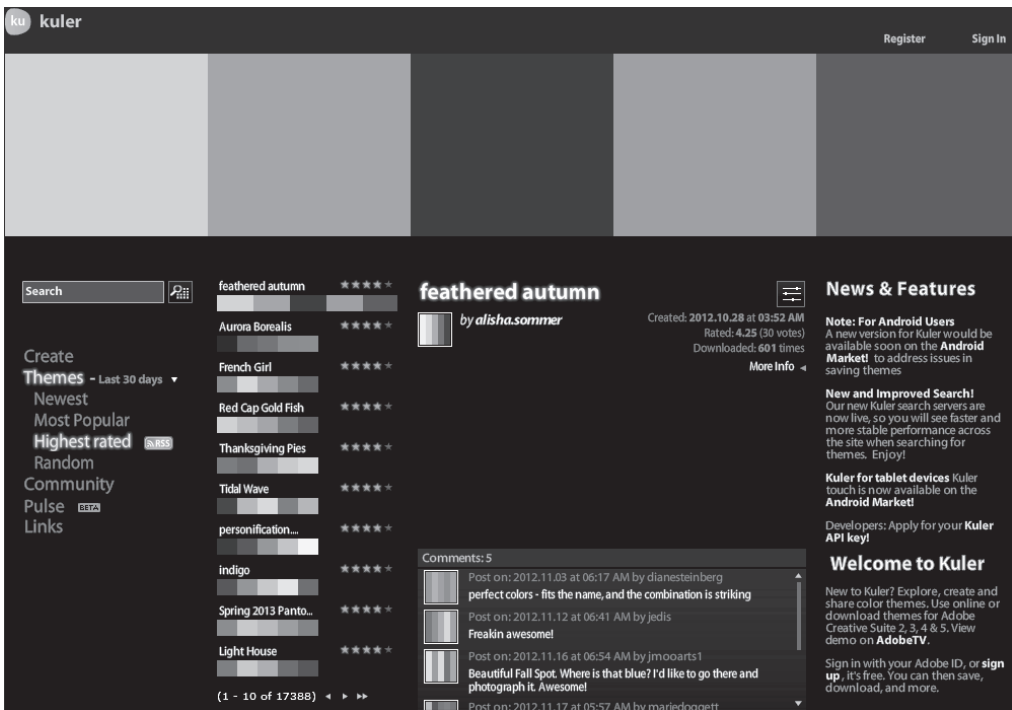 ku kuler
Register Sign In
Search
Create
Themes - Last 30 days ▼
Newest
Most Popular
Highest rated RSS
Random
Community
Pulse BETA
Links
feathered autumn
Aurora Borealis
French Girl
Red Cap Gold Fish
Thanksgiving Pies
Tidal Wave
personification....
indigo
Spring 2013 Panto...
Light House
(1 - 10 of 17388)
feathered autumn
by alisha.sommer
Created: 2012.10.28 at 03:52 AM
Rated: 4.25 (30 votes)
Downloaded: 601 times
More Info
Comments: 5
Post on: 2012.11.03 at 06:17 AM by dianesteinberg
perfect colors - fits the name, and the combination is striking
Post on: 2012.11.12 at 06:41 AM by jedis
Freakin awesome!
Post on: 2012.11.16 at 06:54 AM by jmooarts1
Beautiful Fall Spot. Where is that blue? I'd like to go there and
photograph it. Awesome!
Post on: 2012.11.17 at 05:57 AM by mariedoggett
News & Features
Note: For Android Users
A new version for Kuler would be
available soon on the Android
Market! to address issues in
saving themes
New and Improved Search!
Our new Kuler search servers are
now live, so you will see faster and
more stable performance across
the site when searching for
themes. Enjoy!
Kuler for tablet devices Kuler
touch is now available on the
Android Market!
Developers: Apply for your Kuler
API key!
Welcome to Kuler
New to Kuler? Explore, create and
share color themes. Use online or
download themes for Adobe
Creative Suite 2, 3, 4 & 5. View
demo on AdobeTV.
Sign in with your Adobe ID, or sign
up, it's free. You can then save,
download, and more.